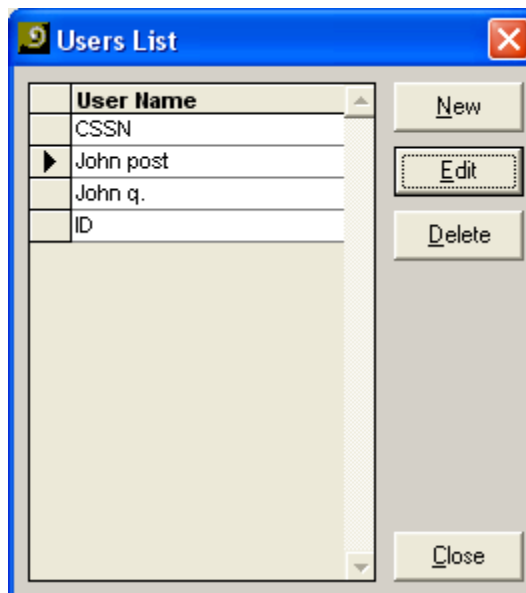 Users List
User Name
CSSN
John post
John q.
ID
New
Edit
Delete
Close